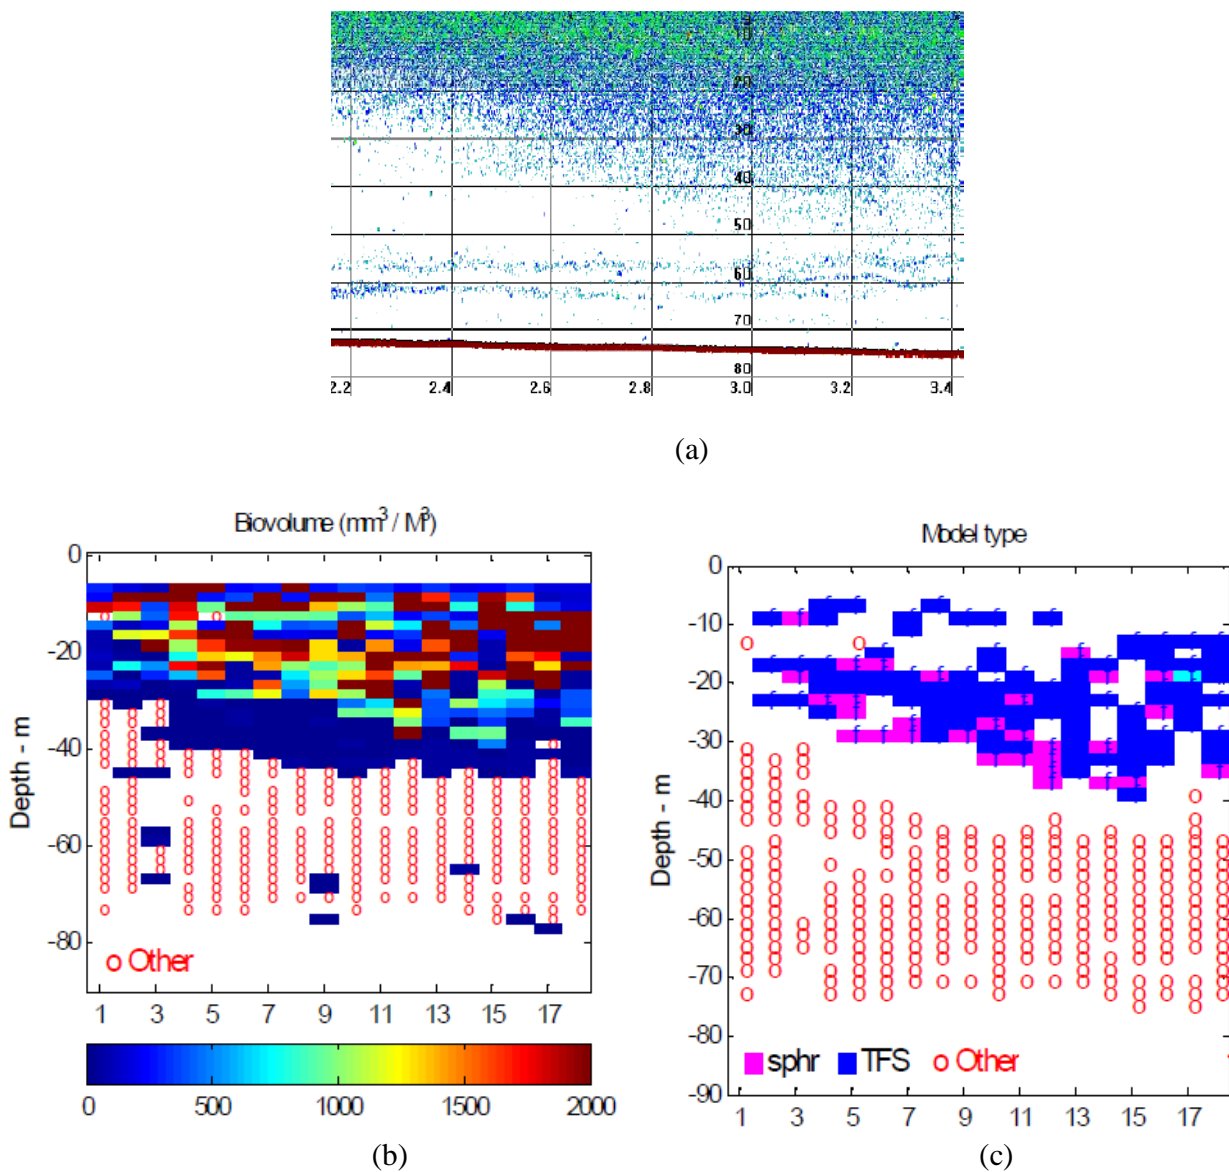 10
20
30
40
50
60
70
80
2.2 2.4 2.6 2.8 3.0 3.2 3.4
(a)
Biovolume (mm³ / M³)
0
-20
-40
-60
-80
Depth - m
o Other
1 3 5 7 9 11 13 15 17
0 500 1000 1500 2000
(b)
Model type
0
-10
-20
-30
-40
-50
-60
-70
-80
-90
Depth - m
sphr TFS o Other
1 3 5 7 9 11 13 15 17
(c)